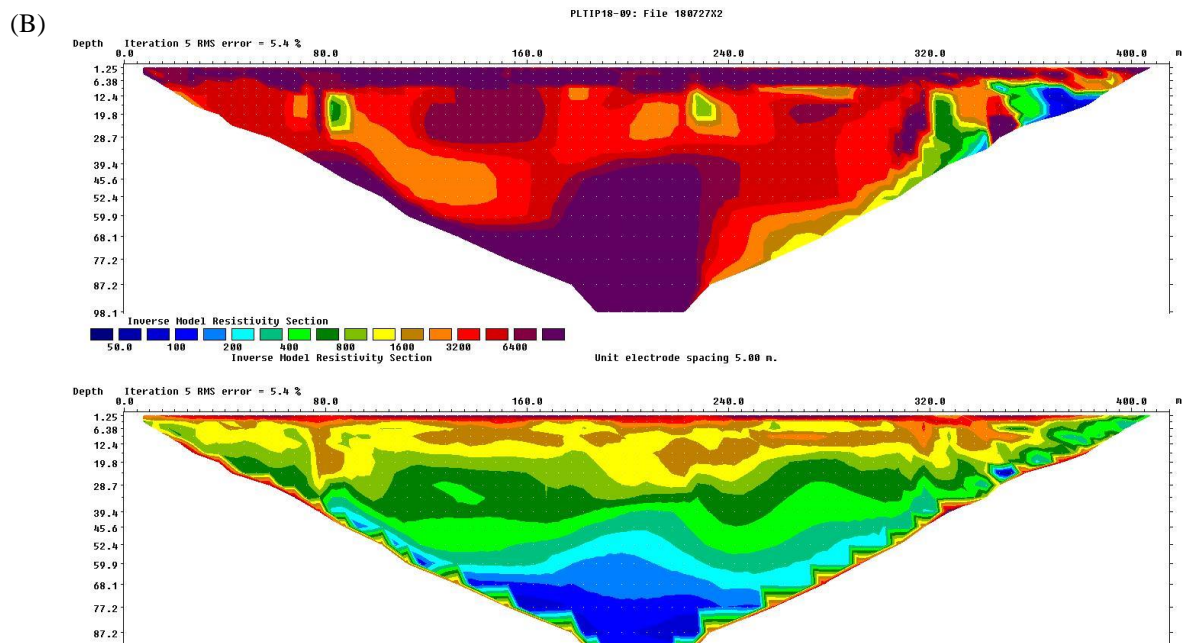 PLTIP18-09: File 180727X2
(B)
Depth Iteration 5 RMS error = 5.4 %
0.0 80.0 160.0 240.0 320.0 400.0 m
1.25
6.38
12.4
19.8
28.7
39.4
45.6
52.4
59.9
68.1
77.2
87.2
98.1
Inverse Model Resistivity Section
50.0 100 200 400 800 1600 3200 6400
Inverse Model Resistivity Section Unit electrode spacing 5.00 m.
Depth Iteration 5 RMS error = 5.4 %
0.0 80.0 160.0 240.0 320.0 400.0 m
1.25
6.38
12.4
19.8
28.7
39.4
45.6
52.4
59.9
68.1
77.2
87.2